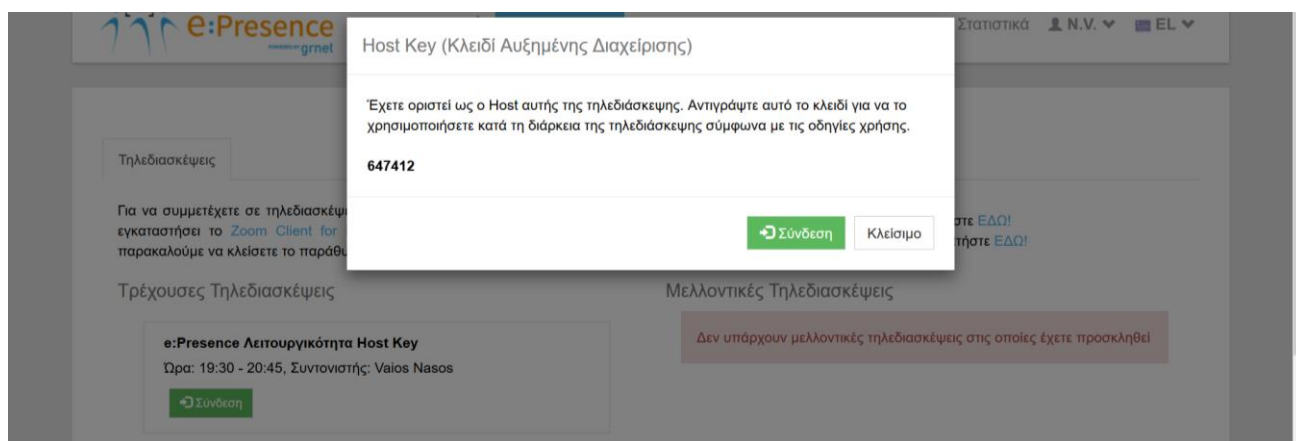 e:Presence
POWERED BY grnet
Στατιστικά N.V. EL
Host Key (Κλειδί Αυξημένης Διαχείρισης)
Έχετε οριστεί ως ο Host αυτής της τηλεδιάσκεψης. Αντιγράψτε αυτό το κλειδί για να το
χρησιμοποιήσετε κατά τη διάρκεια της τηλεδιάσκεψης σύμφωνα με τις οδηγίες χρήσης.
647412
Σύνδεση Κλείσιμο
Τηλεδιασκέψεις
Για να συμμετέχετε σε
εγκαταστήσει το Zoom Client for
παρακαλούμε να κλείσετε το
ΕΔΩ!
ΕΔΩ!
Τρέχουσες Τηλεδιασκέψεις
e:Presence Λειτουργικότητα Host Key
Ώρα: 19:30 - 20:45, Συντονιστής: Vaios Nasos
Σύνδεση
Μελλοντικές Τηλεδιασκέψεις
Δεν υπάρχουν μελλοντικές τηλεδιασκέψεις στις οποίες έχετε προσκληθεί